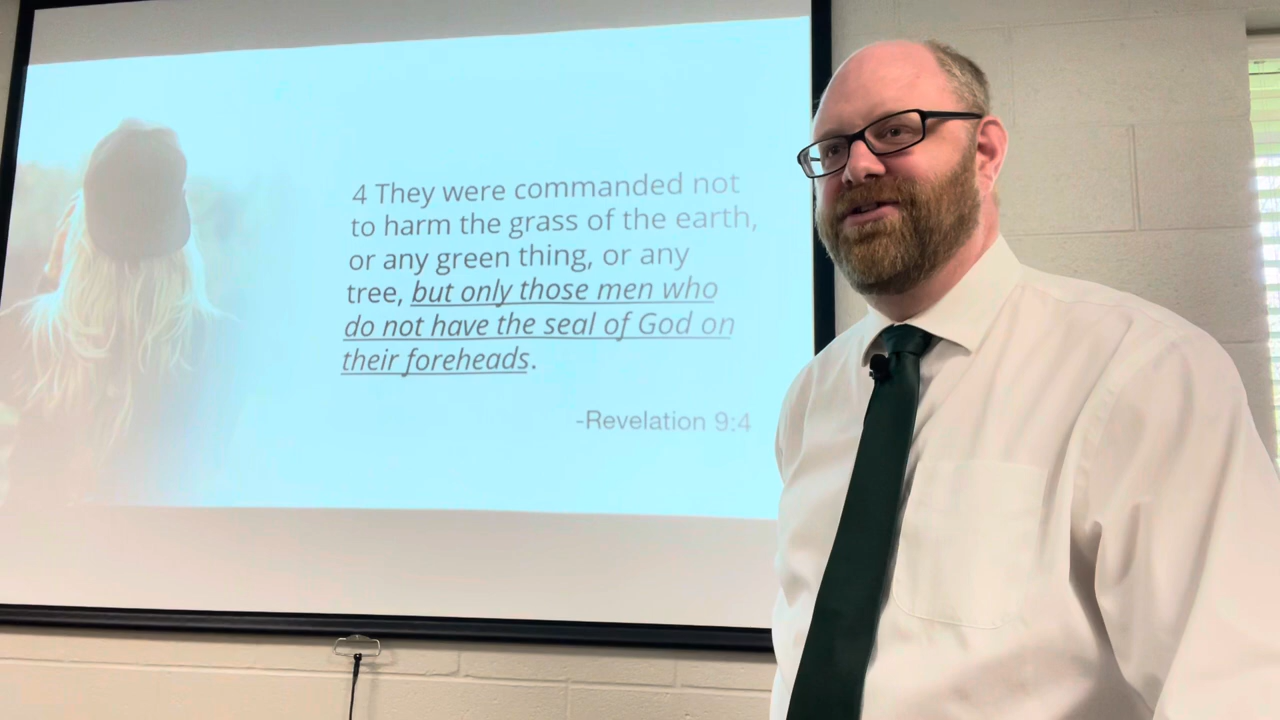 4 They were commanded not
to harm the grass of the earth,
or any green thing, or any
tree, but only those men who
do not have the seal of God on
their foreheads.
-Revelation 9:4